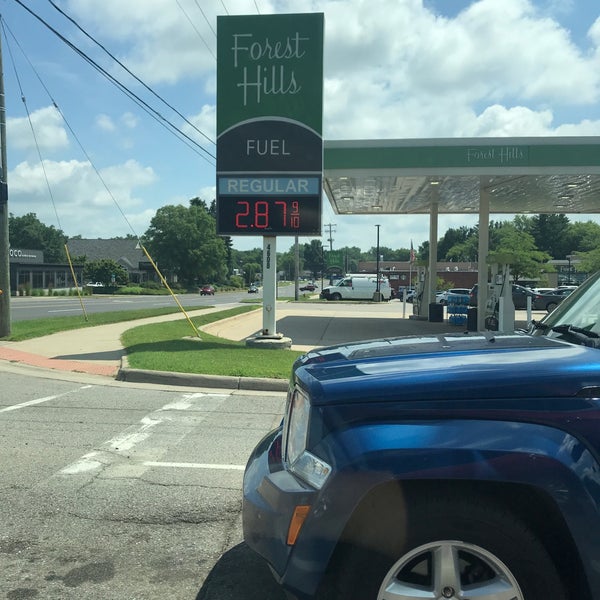 Forest
Hills
FUEL
REGULAR
2.87 9/10
Forest Hills